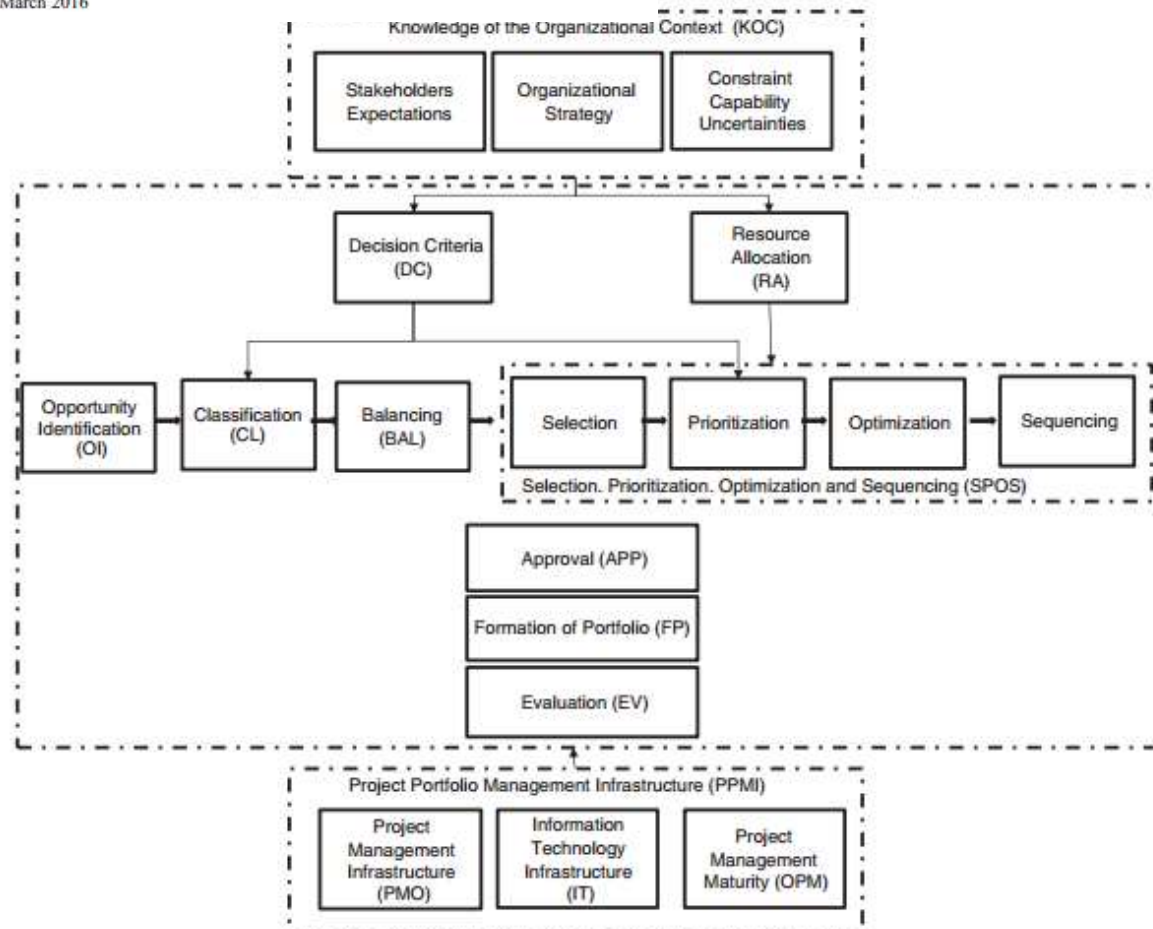 March 2016
Knowledge of the Organizational Context (KOC)
Stakeholders
Expectations
Organizational
Strategy
Constraint
Capability
Uncertainties
Decision Criteria
(DC)
Resource
Allocation
(RA)
Opportunity
Identification
(OI)
Classification
(CL)
Balancing
(BAL)
Selection
Prioritization
Optimization
Sequencing
Selection. Prioritization. Optimization and Sequencing (SPOS)
Approval (APP)
Formation of Portfolio (FP)
Evaluation (EV)
Project Portfolio Management Infrastructure (PPMI)
Project
Management
Infrastructure
(PMO)
Information
Technology
Infrastructure
(IT)
Project
Management
Maturity (OPM)